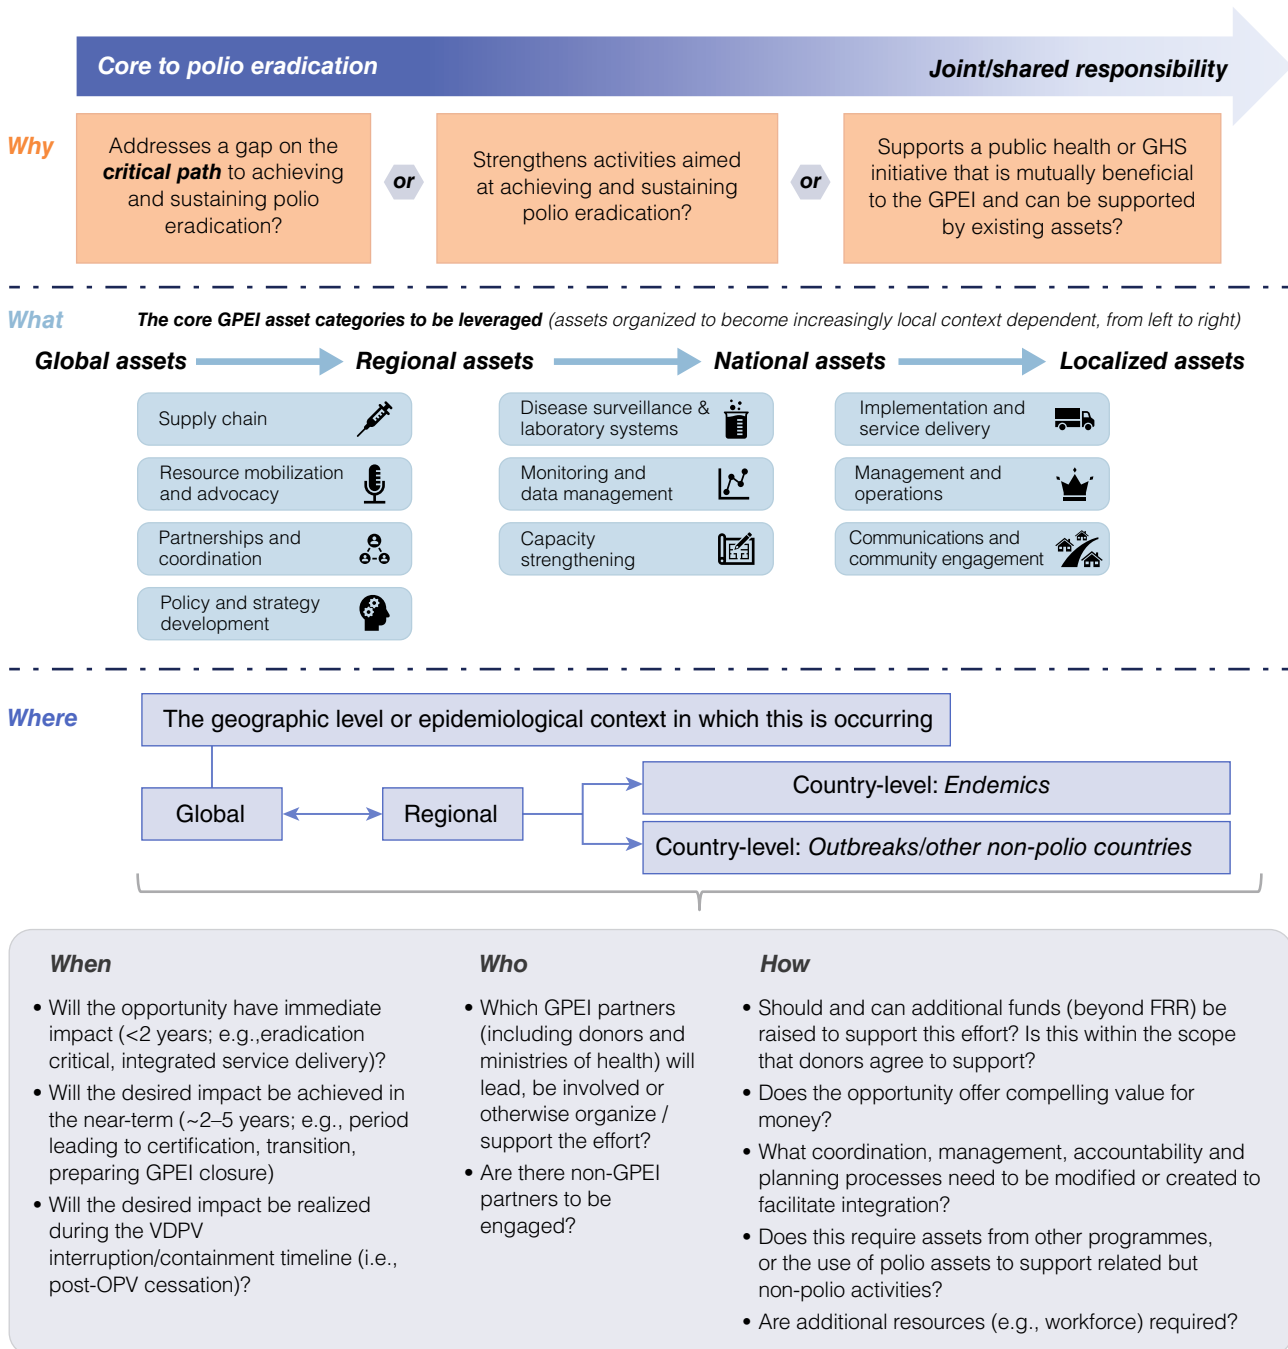 Core to polio eradication
Joint/shared responsibility
Why
Addresses a gap on the
critical path to achieving
and sustaining polio
eradication?
or
Strengthens activities aimed
at achieving and sustaining
polio eradication?
or
Supports a public health or GHS
initiative that is mutually beneficial
to the GPEI and can be supported
by existing assets?
What
The core GPEI asset categories to be leveraged (assets organized to become increasingly local context dependent, from left to right)
Global assets
Regional assets
National assets
Localized assets
Supply chain
Resource mobilization
and advocacy
Partnerships and
coordination
Policy and strategy
development
Disease surveillance &
laboratory systems
Monitoring and
data management
Capacity
strengthening
Implementation and
service delivery
Management and
operations
Communications and
community engagement
Where
The geographic level or epidemiological context in which this is occurring
Global
Regional
Country-level: Endemics
Country-level: Outbreaks/other non-polio countries
When
• Will the opportunity have immediate
impact (<2 years; e.g.,eradication
critical, integrated service delivery)?
• Will the desired impact be achieved in
the near-term (~2–5 years; e.g., period
leading to certification, transition,
preparing GPEI closure)
• Will the desired impact be realized
during the VDPV
interruption/containment timeline (i.e.,
post-OPV cessation)?
Who
• Which GPEI partners
(including donors and
ministries of health) will
lead, be involved or
otherwise organize /
support the effort?
• Are there non-GPEI
partners to be
engaged?
How
• Should and can additional funds (beyond FRR) be
raised to support this effort? Is this within the scope
that donors agree to support?
• Does the opportunity offer compelling value for
money?
• What coordination, management, accountability and
planning processes need to be modified or created to
facilitate integration?
• Does this require assets from other programmes,
or the use of polio assets to support related but
non-polio activities?
• Are additional resources (e.g., workforce) required?